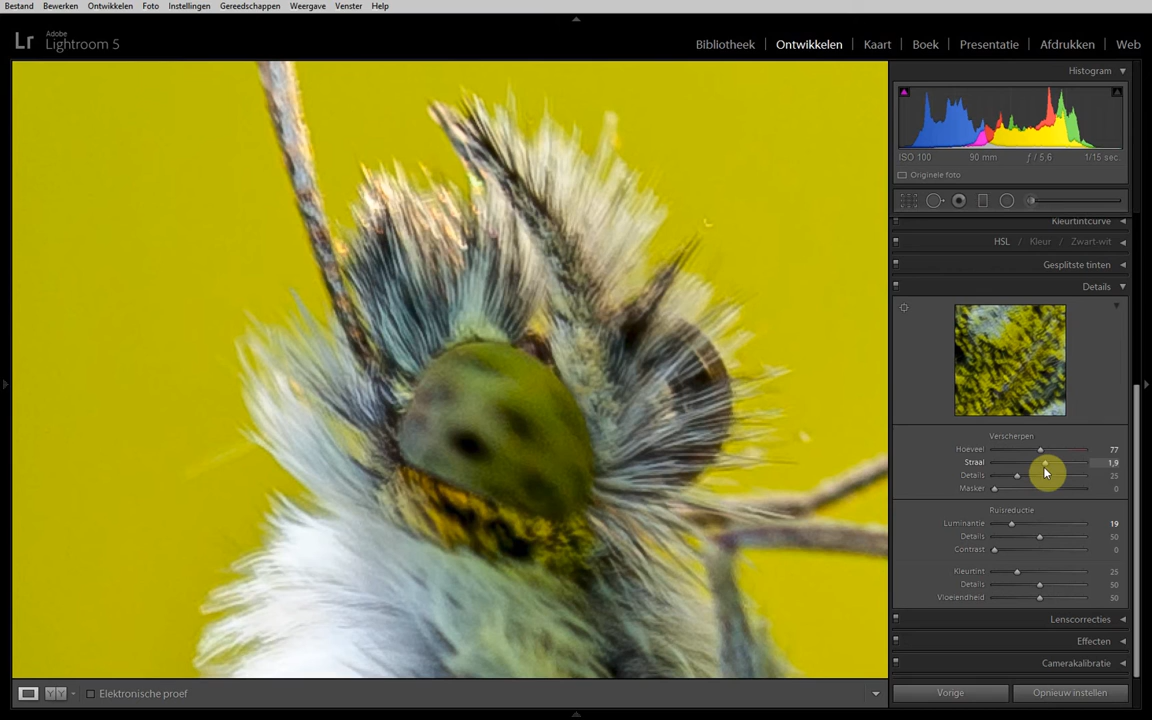 Bestand Bewerken Ontwikkelen Foto Instellingen Gereedschappen Weergave Venster Help
Lr Adobe
Lightroom 5
Bibliotheek | Ontwikkelen | Kaart | Boek | Presentatie | Afdrukken | Web
Histogram
ISO 100 90 mm ƒ / 5,6 1/15 sec.
Originele foto
Kleurtintcurve
HSL / Kleur / Zwart-wit
Gesplitste tinten
Details
Verscherpen
Hoeveel 77
Straal 1,9
Details 25
Masker 0
Ruisreductie
Luminantie 19
Details 50
Contrast 0
Kleurtint 25
Details 50
Vloeiendheid 50
Lenscorrecties
Effecten
Camerakalibratie
YY Elektronische proef
Vorige Opnieuw instellen